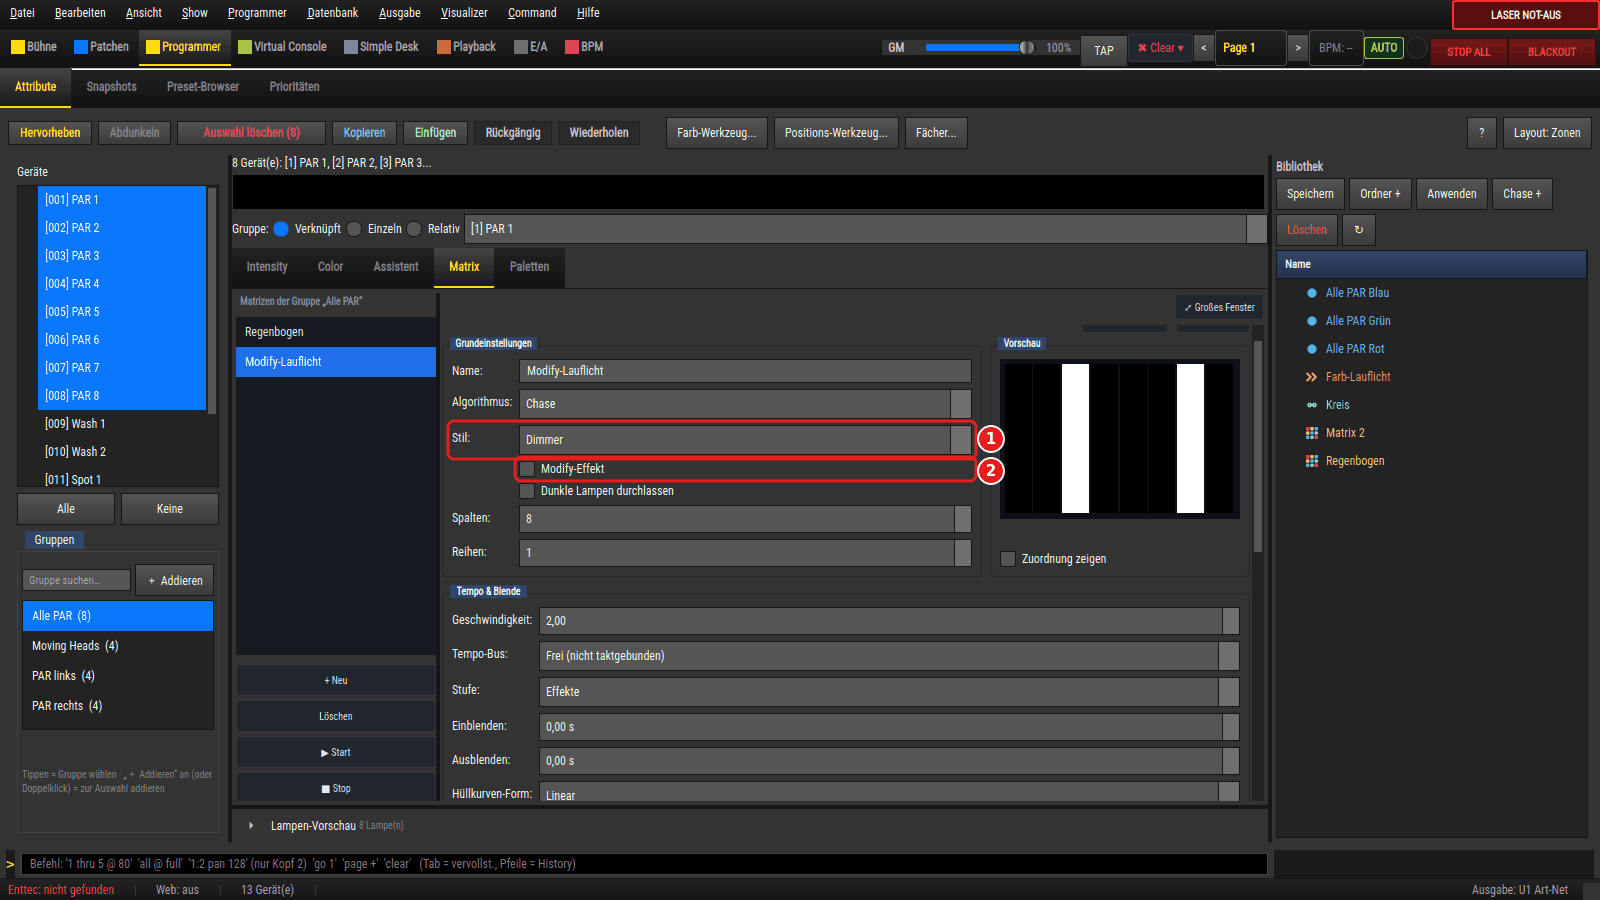 Datei Bearbeiten Ansicht Show Programmer Datenbank Ausgabe Visualizer Command Hilfe
LASER NOT-AUS
Bühne Patchen Programmer Virtual Console Simple Desk Playback E/A BPM
GM 100% TAP ✖ Clear ▾ < Page 1 > BPM: -- AUTO STOP ALL BLACKOUT
Attribute Snapshots Preset-Browser Prioritäten
Hervorheben Abdunkeln Auswahl löschen (8) Kopieren Einfügen Rückgängig Wiederholen Farb-Werkzeug... Positions-Werkzeug... Fächer... ? Layout: Zonen
Geräte
[001] PAR 1
[002] PAR 2
[003] PAR 3
[004] PAR 4
[005] PAR 5
[006] PAR 6
[007] PAR 7
[008] PAR 8
[009] Wash 1
[010] Wash 2
[011] Spot 1
Alle Keine
Gruppen
Gruppe suchen... + Addieren
Alle PAR (8)
Moving Heads (4)
PAR links (4)
PAR rechts (4)
Tippen = Gruppe wählen · „ + Addieren“ an (oder
Doppelklick) = zur Auswahl addieren
8 Gerät(e): [1] PAR 1, [2] PAR 2, [3] PAR 3...
Gruppe: Verknüpft Einzeln Relativ [1] PAR 1
Intensity Color Assistent Matrix Paletten
Matrizen der Gruppe „Alle PAR“
Regenbogen
Modify-Lauflicht
+ Neu
Löschen
▶ Start
■ Stop
⤢ Großes Fenster
Grundeinstellungen
Name: Modify-Lauflicht
Algorithmus: Chase
Stil: Dimmer 1
Modify-Effekt 2
Dunkle Lampen durchlassen
Spalten: 8
Reihen: 1
Vorschau
Zuordnung zeigen
Tempo & Blende
Geschwindigkeit: 2,00
Tempo-Bus: Frei (nicht taktgebunden)
Stufe: Effekte
Einblenden: 0,00 s
Ausblenden: 0,00 s
Hüllkurven-Form: Linear
Lampen-Vorschau 8 Lampe(n)
Bibliothek
Speichern Ordner + Anwenden Chase +
Löschen ↻
Name
Alle PAR Blau
Alle PAR Grün
Alle PAR Rot
Farb-Lauflicht
Kreis
Matrix 2
Regenbogen
> Befehl: '1 thru 5 @ 80' 'all @ full' '1:2 pan 128' (nur Kopf 2) 'go 1' 'page +' 'clear' (Tab = vervollst., Pfeile = History)
Enttec: nicht gefunden Web: aus 13 Gerät(e) Ausgabe: U1 Art-Net